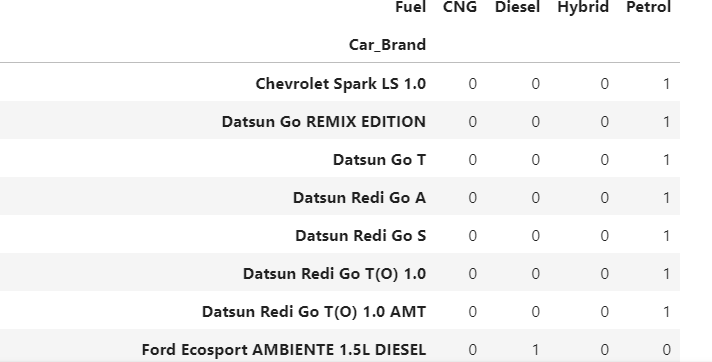 Fuel CNG Diesel Hybrid Petrol
Car_Brand
Chevrolet Spark LS 1.0 0 0 0 1
Datsun Go REMIX EDITION 0 0 0 1
Datsun Go T 0 0 0 1
Datsun Redi Go A 0 0 0 1
Datsun Redi Go S 0 0 0 1
Datsun Redi Go T(O) 1.0 0 0 0 1
Datsun Redi Go T(O) 1.0 AMT 0 0 0 1
Ford Ecosport AMBIENTE 1.5L DIESEL 0 1 0 0